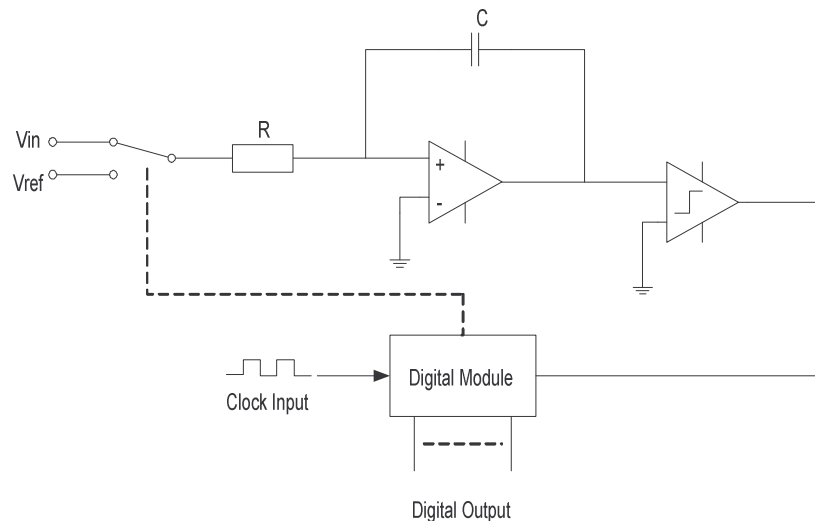 C
R
Vin
Vref
+
-
Digital Module
Clock Input
Digital Output